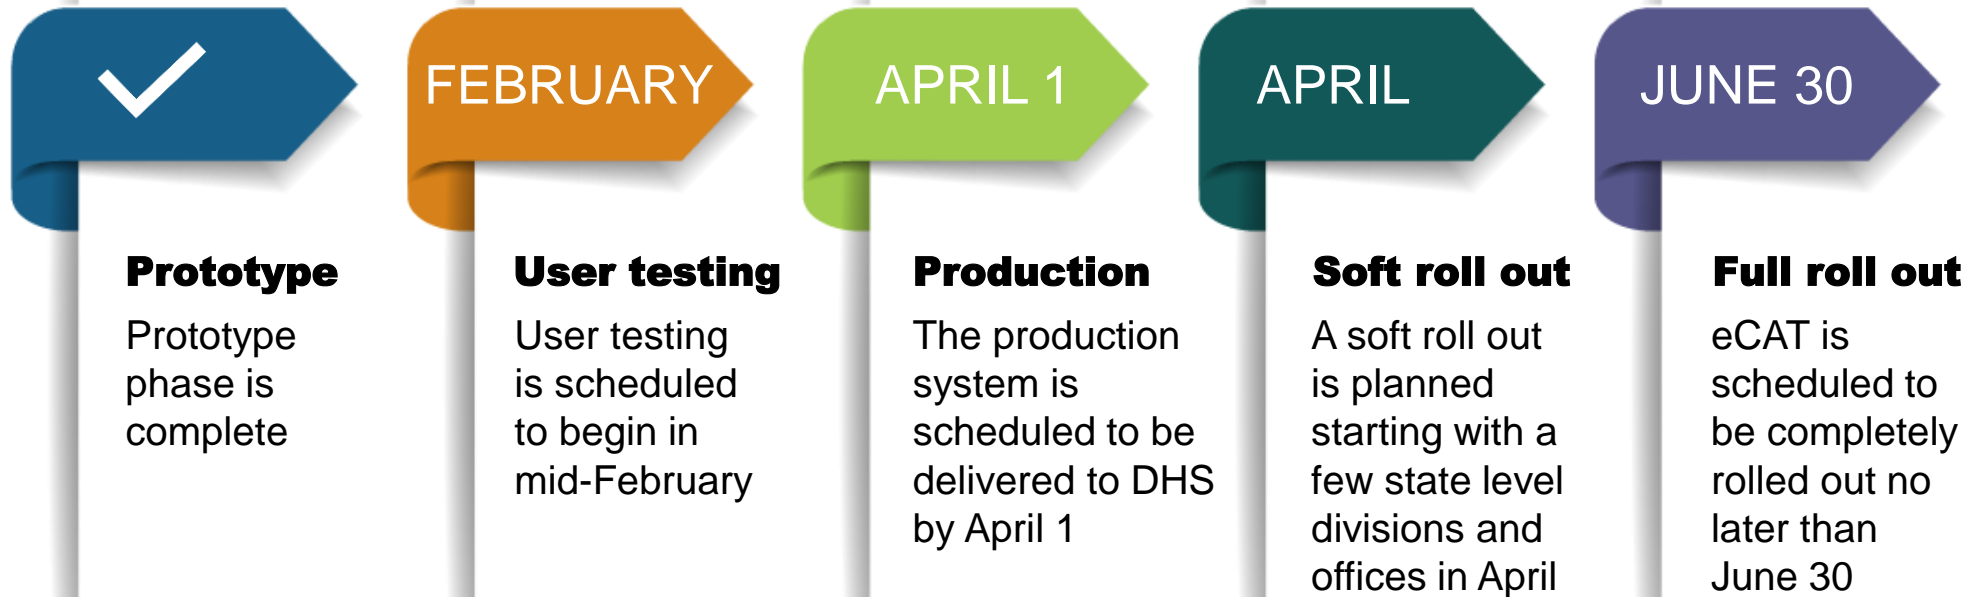 FEBRUARY
APRIL 1
APRIL
JUNE 30
Prototype
Prototype
phase is
complete
User testing
User testing
is scheduled
to begin in
mid-February
Production
The production
system is
scheduled to be
delivered to DHS
by April 1
Soft roll out
A soft roll out
is planned
starting with a
few state level
divisions and
offices in April
Full roll out
eCAT is
scheduled to
be completely
rolled out no
later than
June 30